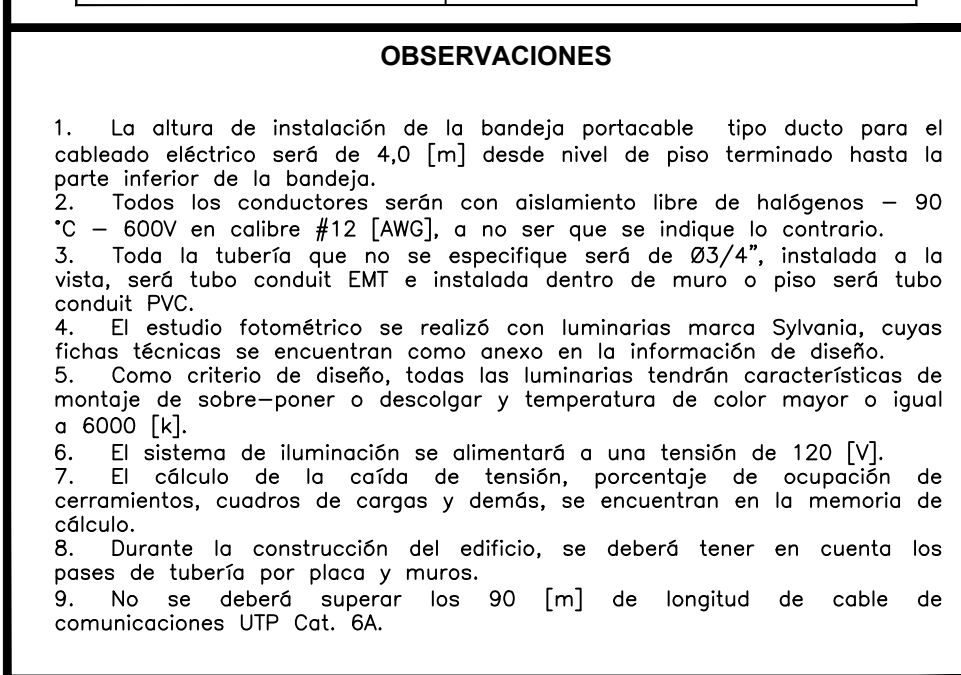 OBSERVACIONES
1. La altura de instalación de la bandeja portacable tipo ducto para el
cableado eléctrico será de 4,0 [m] desde nivel de piso terminado hasta la
parte inferior de la bandeja.
2. Todos los conductores serán con aislamiento libre de halógenos – 90
°C – 600V en calibre #12 [AWG], a no ser que se indique lo contrario.
3. Toda la tubería que no se especifique será de Ø3/4", instalada a la
vista, será tubo conduit EMT e instalada dentro de muro o piso será tubo
conduit PVC.
4. El estudio fotométrico se realizó con luminarias marca Sylvania, cuyas
fichas técnicas se encuentran como anexo en la información de diseño.
5. Como criterio de diseño, todas las luminarias tendrán características de
montaje de sobre–poner o descolgar y temperatura de color mayor o igual
a 6000 [k].
6. El sistema de iluminación se alimentará a una tensión de 120 [V].
7. El cálculo de la caída de tensión, porcentaje de ocupación de
cerramientos, cuadros de cargas y demás, se encuentran en la memoria de
cálculo.
8. Durante la construcción del edificio, se deberá tener en cuenta los
pases de tubería por placa y muros.
9. No se deberá superar los 90 [m] de longitud de cable de
comunicaciones UTP Cat. 6A.